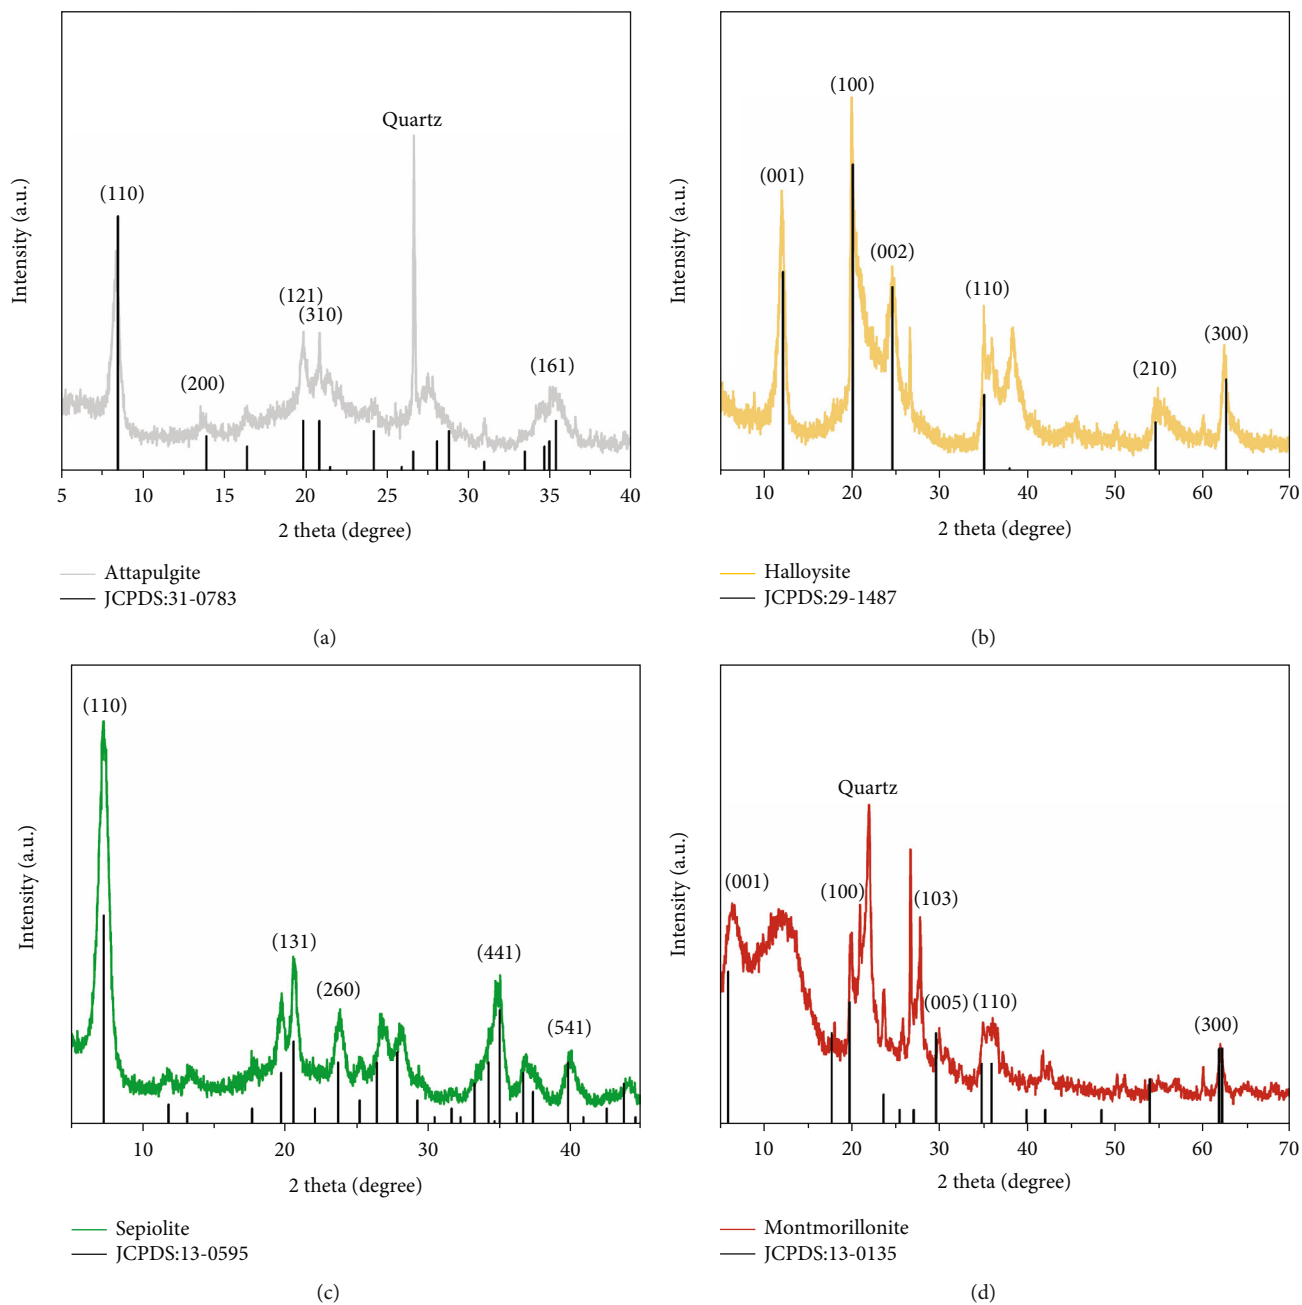 (110)
(200)
(121)
(310)
Quartz
(161)
Intensity (a.u.)
5 10 15 20 25 30 35 40
2 theta (degree)
Attapulgite
JCPDS:31-0783
(a)
(100)
(001)
(002)
(110)
(210)
(300)
Intensity (a.u.)
10 20 30 40 50 60 70
2 theta (degree)
Halloysite
JCPDS:29-1487
(b)
(110)
(131)
(260)
(441)
(541)
Intensity (a.u.)
10 20 30 40
2 theta (degree)
Sepiolite
JCPDS:13-0595
(c)
Quartz
(001)
(100)
(103)
(005)
(110)
(300)
Intensity (a.u.)
10 20 30 40 50 60 70
2 theta (degree)
Montmorillonite
JCPDS:13-0135
(d)